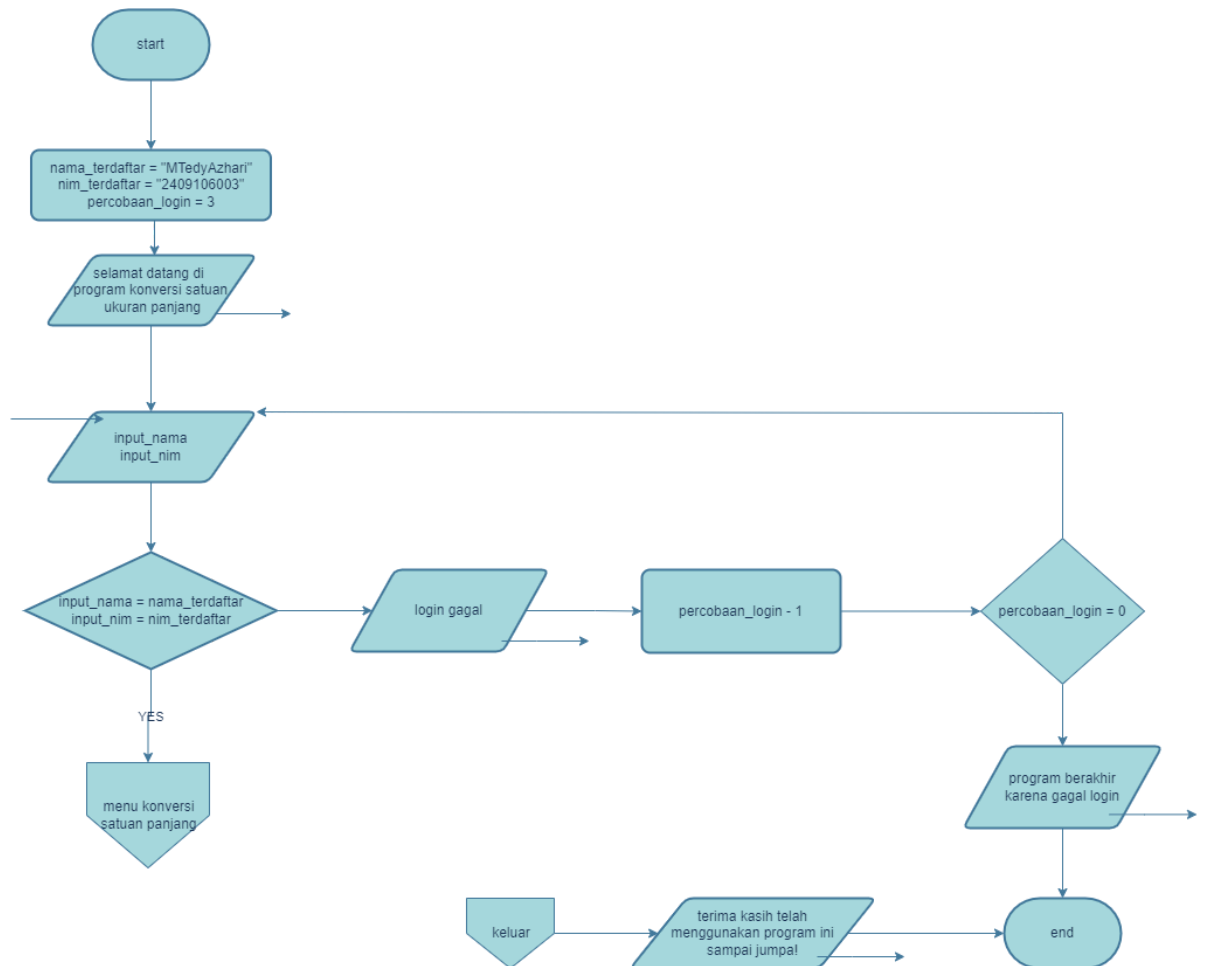 start
nama_terdaftar = "MTedyAzhari"
nim_terdaftar = "2409106003"
percobaan_login = 3
selamat datang di
program konversi satuan
ukuran panjang
input_nama
input_nim
input_nama = nama_terdaftar
input_nim = nim_terdaftar
login gagal
percobaan_login - 1
percobaan_login = 0
YES
menu konversi
satuan panjang
program berakhir
karena gagal login
keluar
terima kasih telah
menggunakan program ini
sampai jumpa!
end